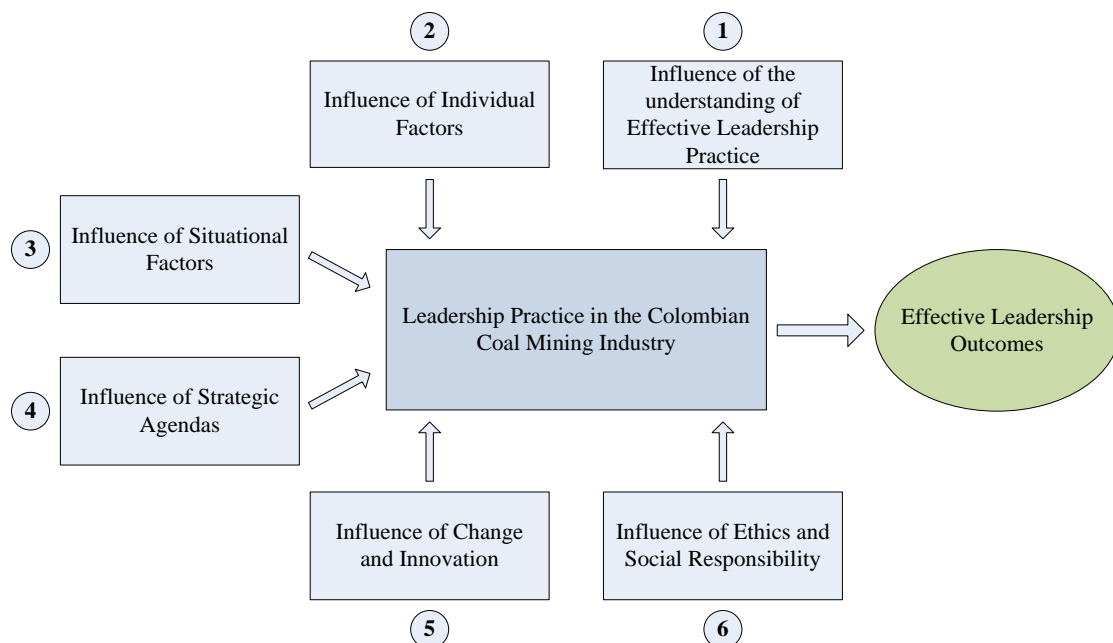 2
1
Influence of Individual
Factors
Influence of the
understanding of
Effective Leadership
Practice
3
Influence of Situational
Factors
Leadership Practice in the Colombian
Coal Mining Industry
Effective Leadership
Outcomes
4
Influence of Strategic
Agendas
Influence of Change
and Innovation
Influence of Ethics and
Social Responsibility
5
6